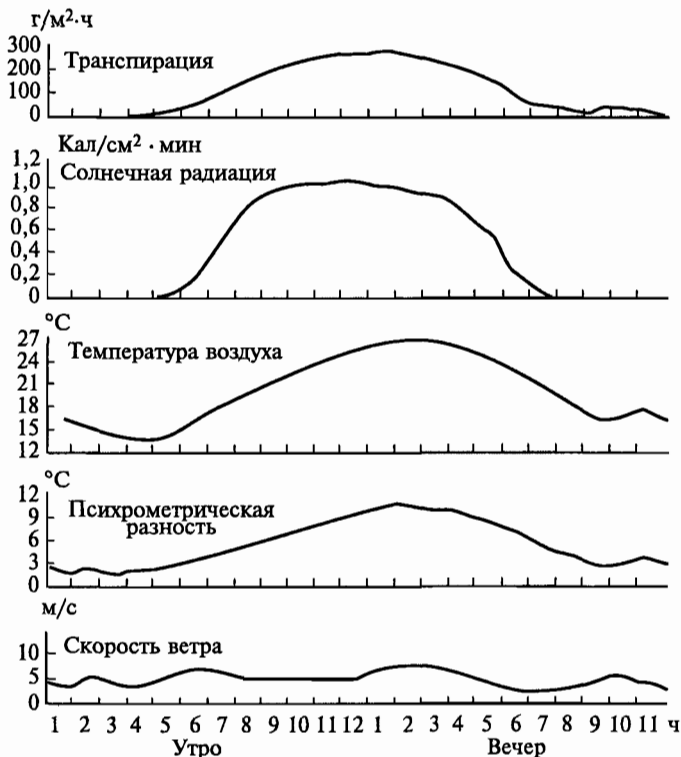 г/м²·ч
300
200
100
0
Транспирация
Кал/см² · мин
1,2
1,0
0,8
0,6
0,4
0,2
0
Солнечная радиация
°C
27
24
21
18
15
12
Температура воздуха
°C
12
9
6
3
0
Психрометрическая
разность
м/с
10
5
0
Скорость ветра
1 2 3 4 5 6 7 8 9 10 11 12 1 2 3 4 5 6 7 8 9 10 11 ч
Утро Вечер